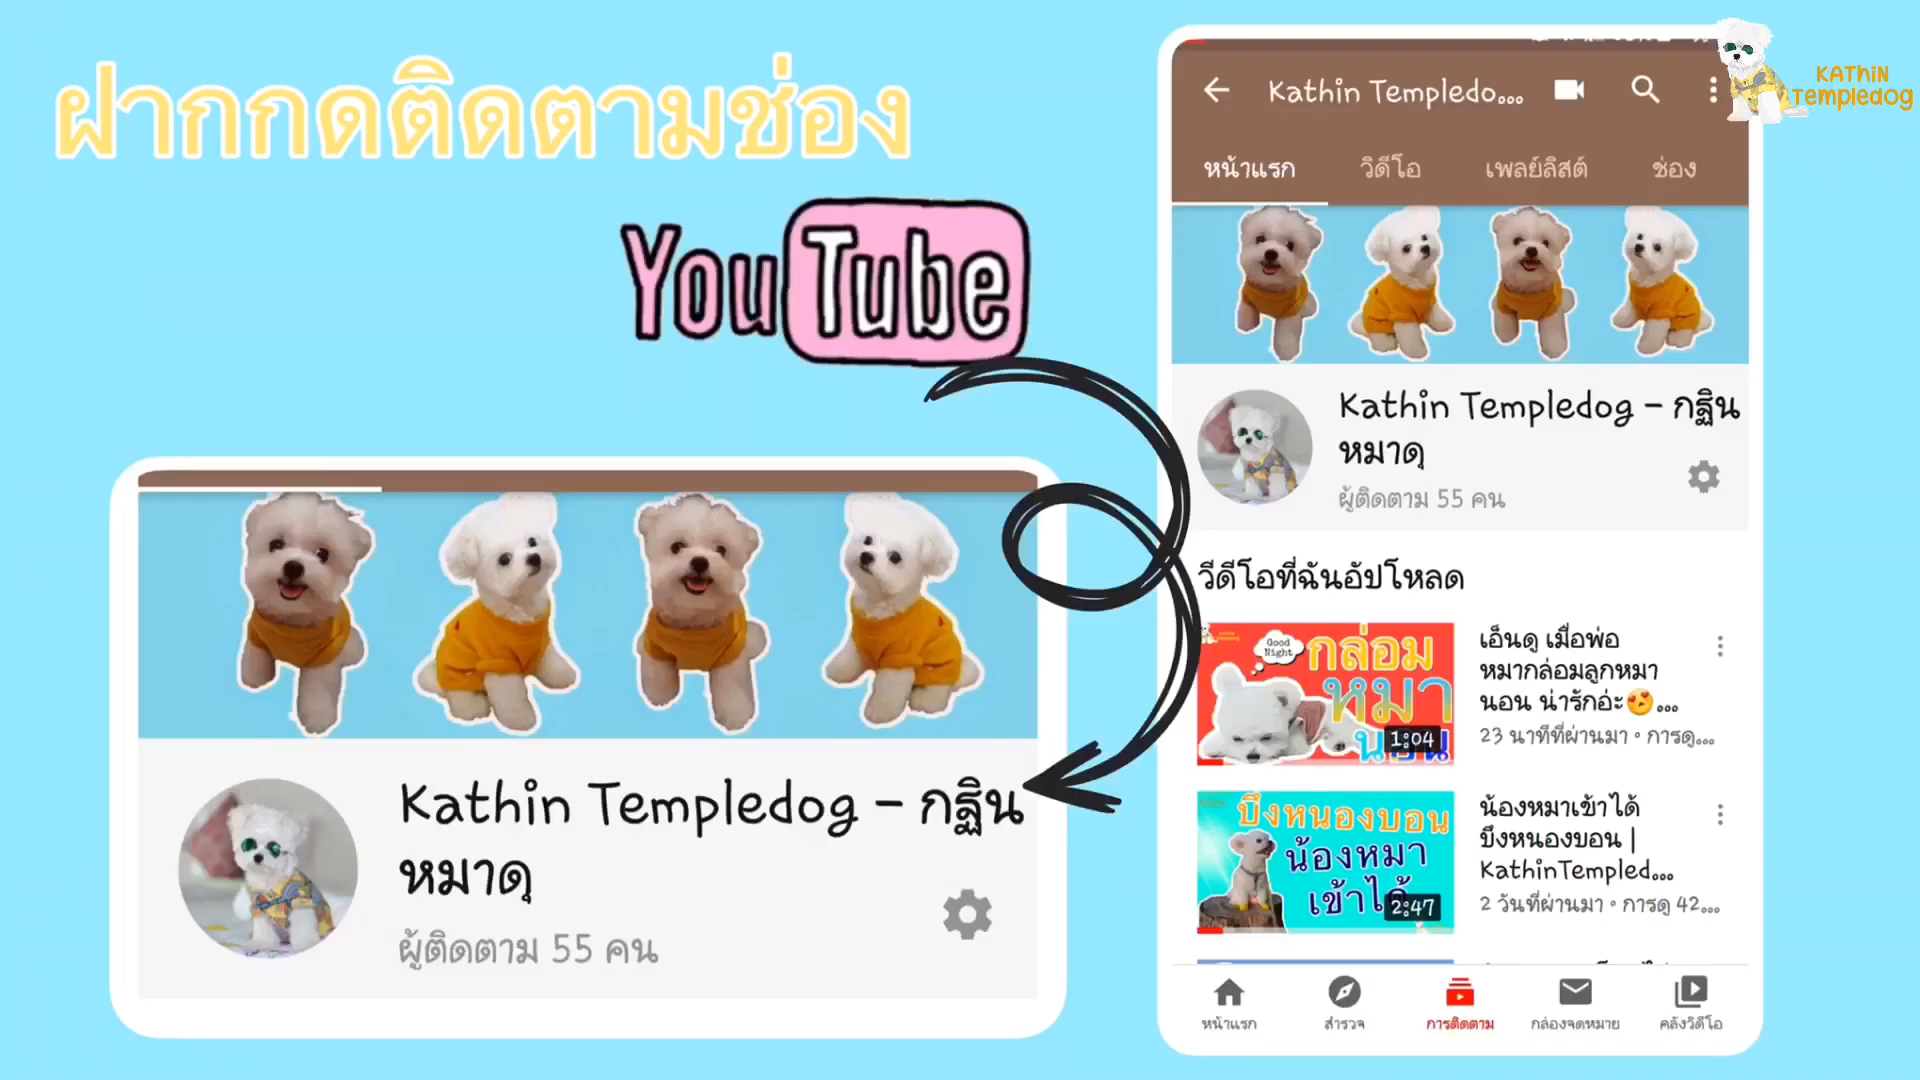 ฝากกดติดตามช่อง
YouTube
Kathin Templedog – กฐิน
หมาดุ
ผู้ติดตาม 55 คน
Kathin Templedo...
KAThiN
Templedog
หน้าแรก วิดีโอ เพลย์ลิสต์ ช่อง
Kathin Templedog – กฐิน
หมาดุ
ผู้ติดตาม 55 คน
วีดีโอที่ฉันอัปโหลด
Good
Night
กล่อม
หมา
นอน
1:04
เอ็นดู เมื่อพ่อ
หมากล่อมลูกหมา
นอน น่ารักอ่ะ😍...
23 นาทีที่ผ่านมา • การดู...
บึงหนองบอน
น้องหมา
เข้าได้
2:47
น้องหมาเข้าได้
บึงหนองบอน |
KathinTempled...
2 วันที่ผ่านมา • การดู 42...
หน้าแรก สำรวจ การติดตาม กล่องจดหมาย คลังวิดีโอ